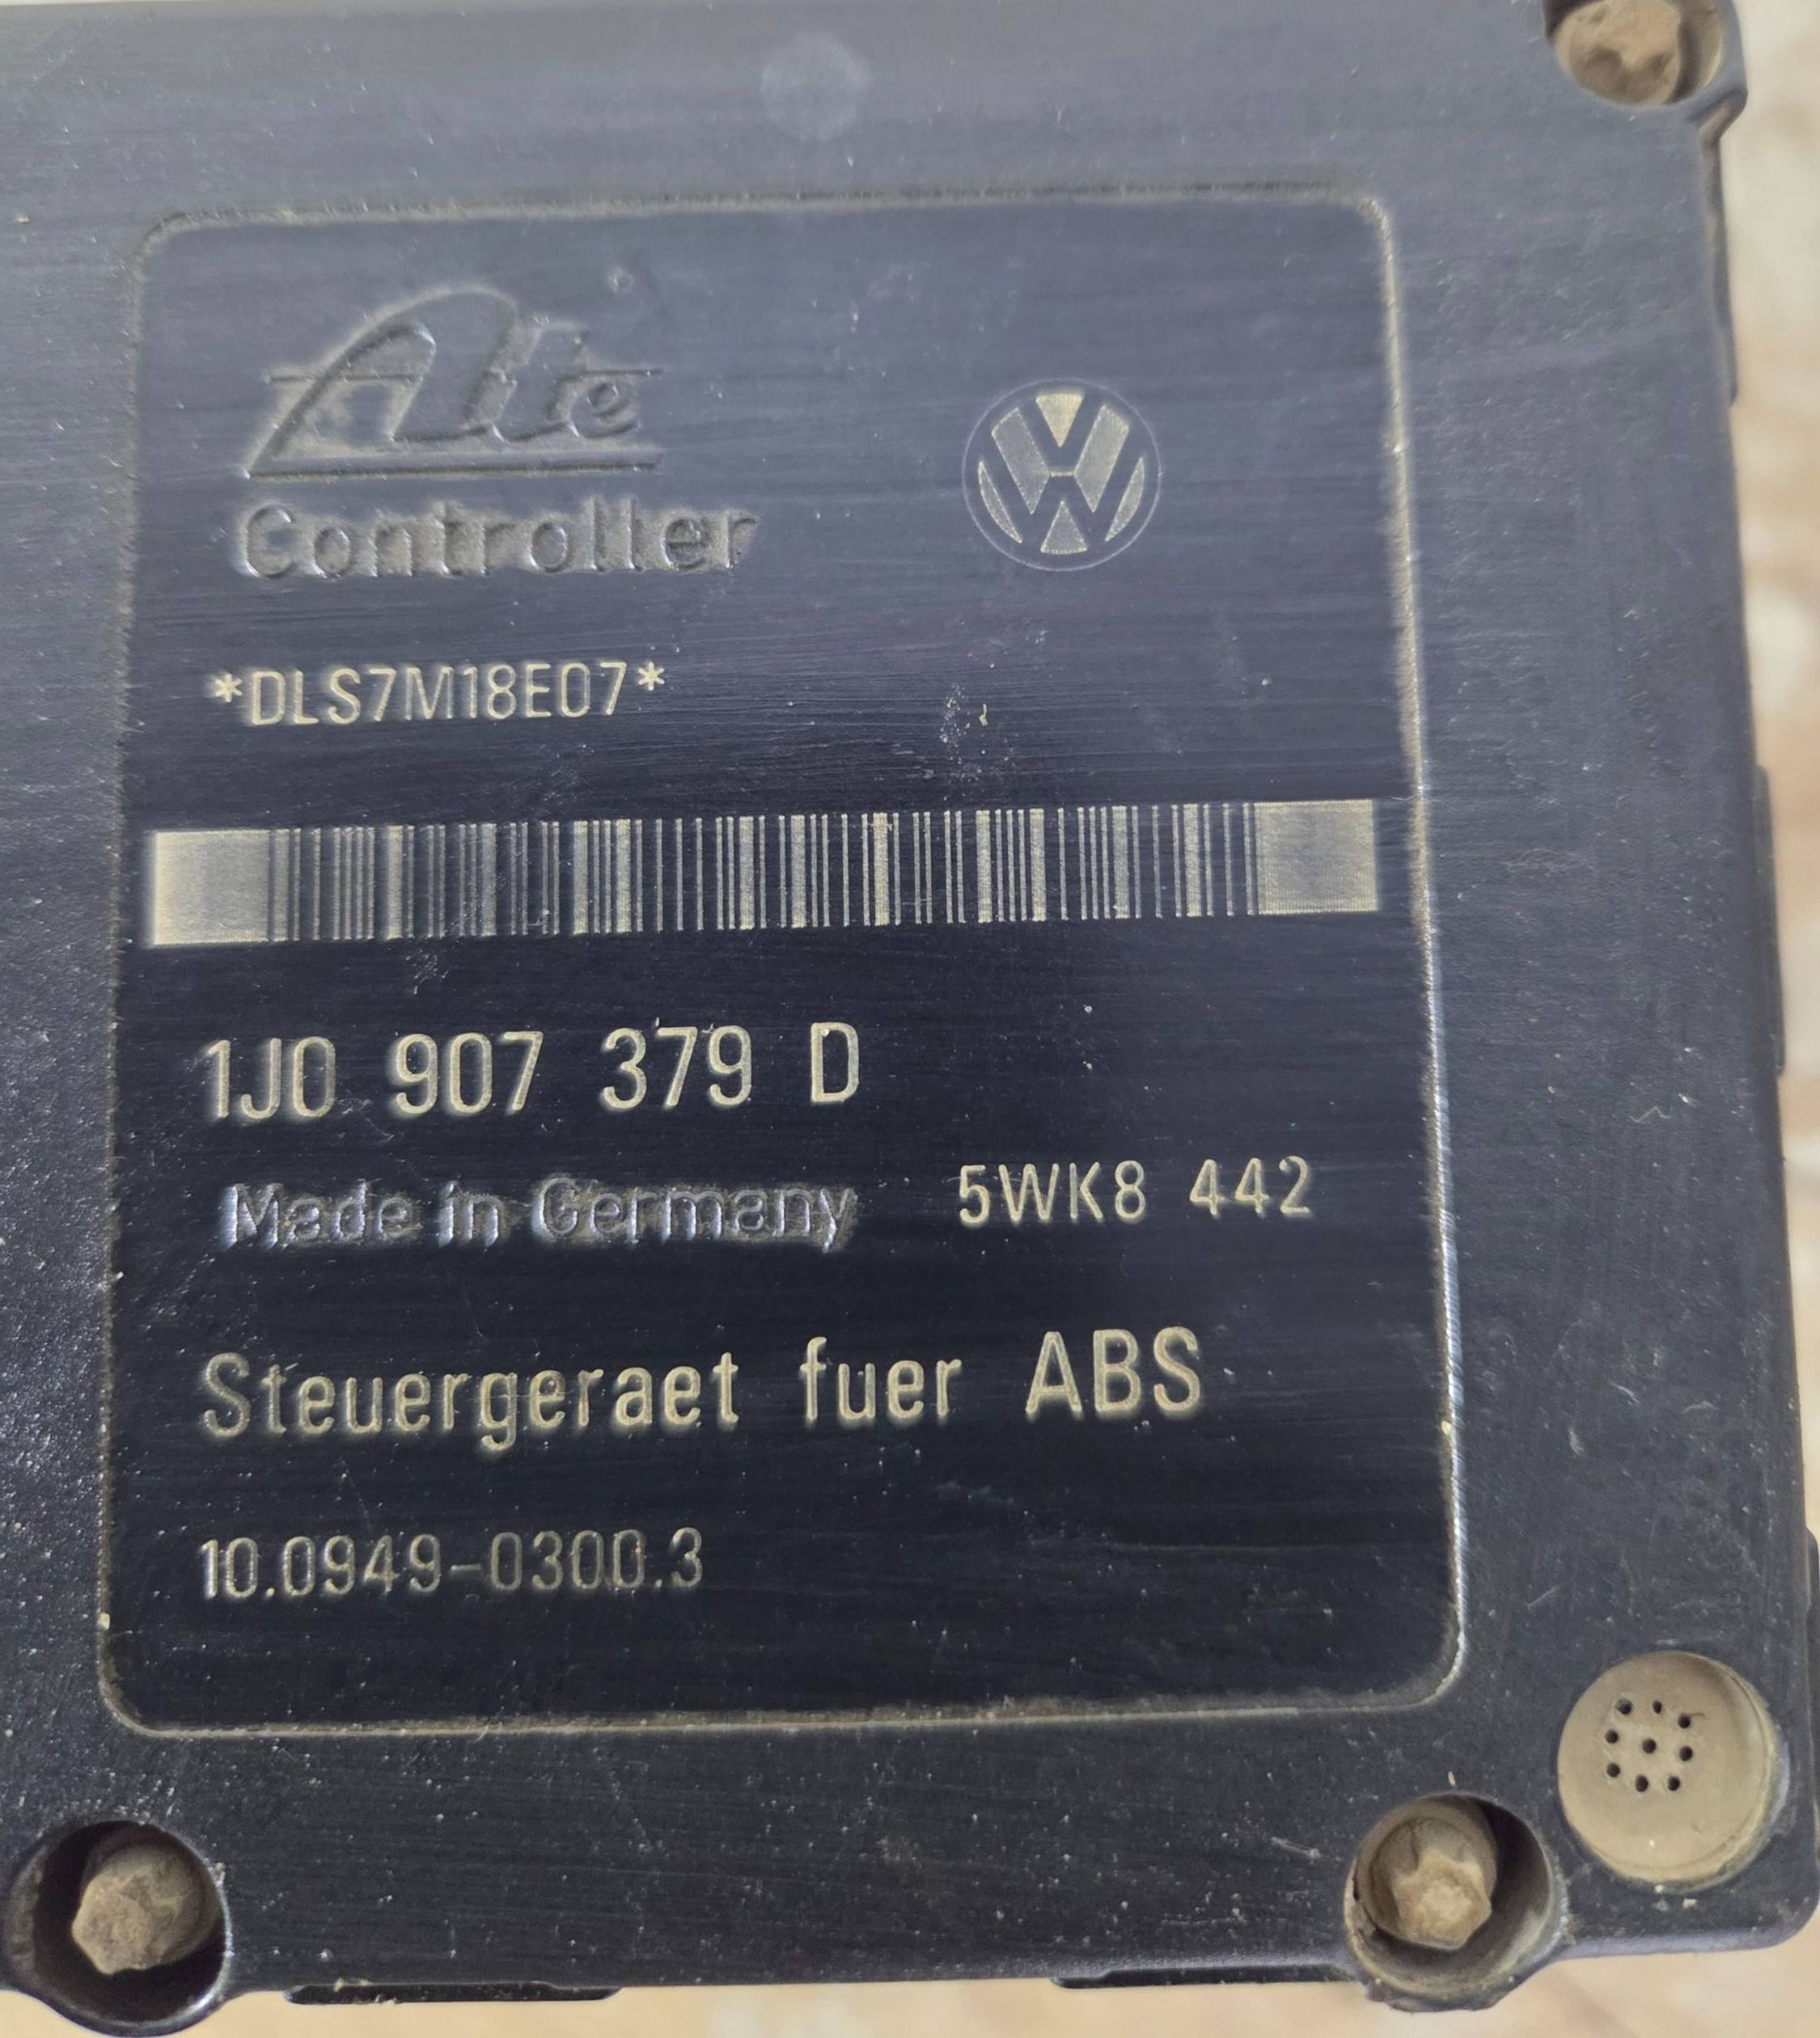 Ate
Controller
*DLS7M18E07*
1J0 907 379 D
Made in Germany 5WK8 442
Steuergeraet fuer ABS
10.0949-0300.3